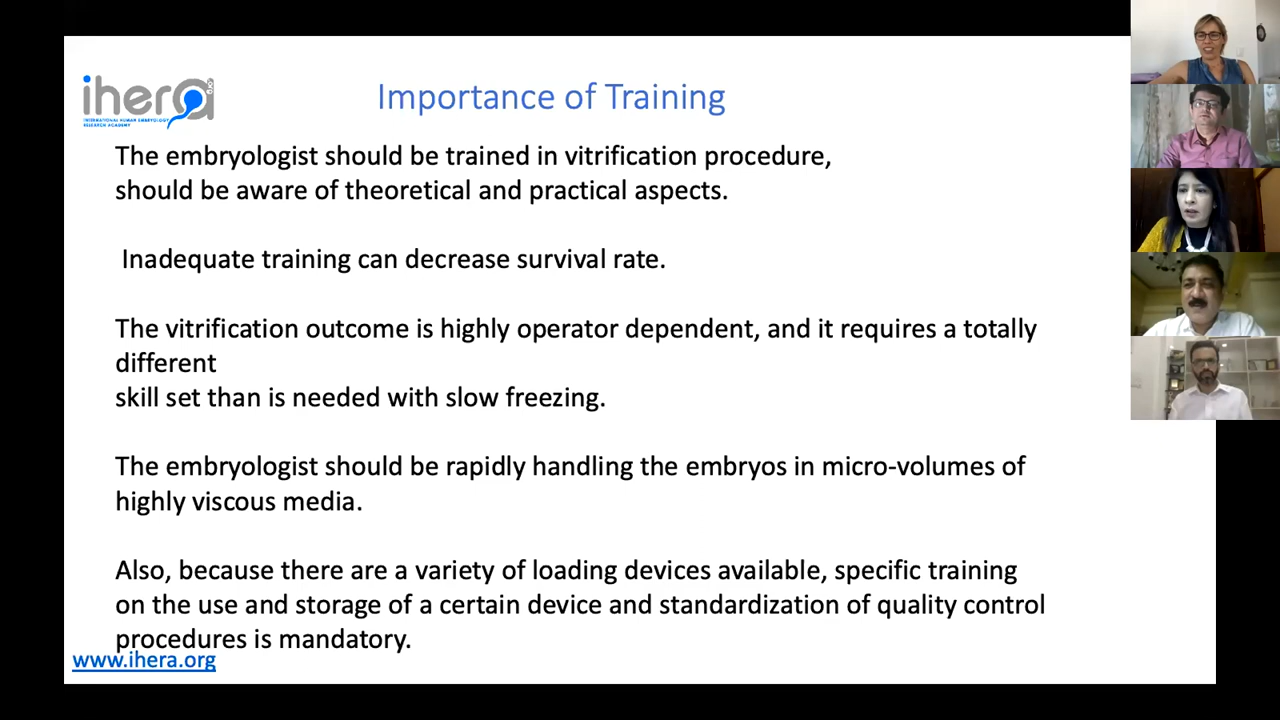 ihera.org
INTERNATIONAL HUMAN EMBRYOLOGY
RESEARCH ACADEMY
Importance of Training
The embryologist should be trained in vitrification procedure,
should be aware of theoretical and practical aspects.
Inadequate training can decrease survival rate.
The vitrification outcome is highly operator dependent, and it requires a totally
different
skill set than is needed with slow freezing.
The embryologist should be rapidly handling the embryos in micro-volumes of
highly viscous media.
Also, because there are a variety of loading devices available, specific training
on the use and storage of a certain device and standardization of quality control
procedures is mandatory.
www.ihera.org